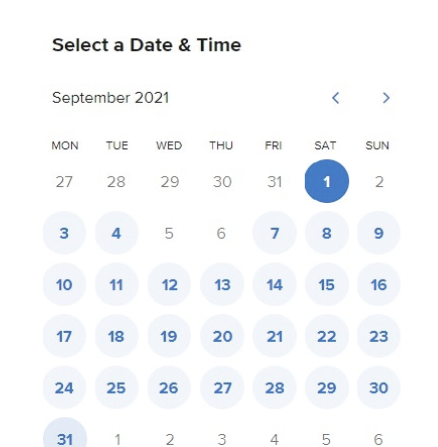 Select a Date & Time
September 2021
MON TUE WED THU FRI SAT SUN
27 28 29 30 31 1 2
3 4 5 6 7 8 9
10 11 12 13 14 15 16
17 18 19 20 21 22 23
24 25 26 27 28 29 30
31 1 2 3 4 5 6